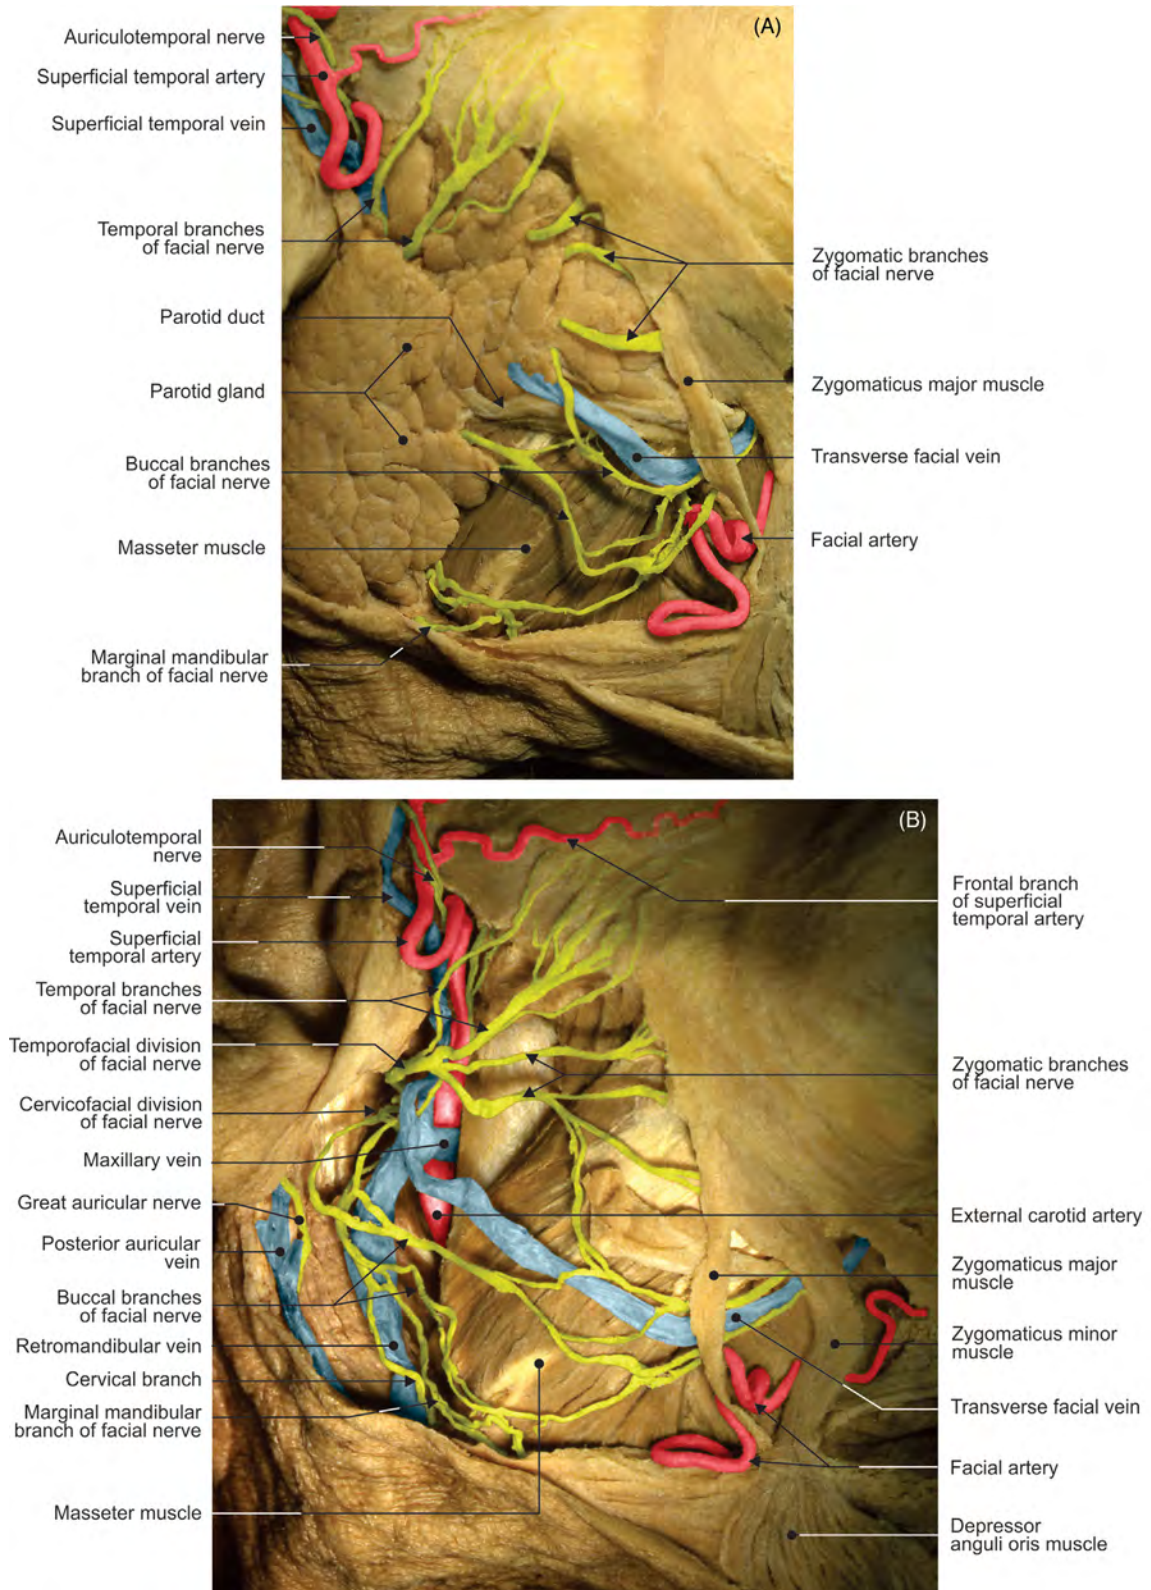 (A)
Auriculotemporal nerve
Superficial temporal artery
Superficial temporal vein
Temporal branches
of facial nerve
Parotid duct
Parotid gland
Buccal branches
of facial nerve
Masseter muscle
Marginal mandibular
branch of facial nerve
Zygomatic branches
of facial nerve
Zygomaticus major muscle
Transverse facial vein
Facial artery
(B)
Auriculotemporal
nerve
Superficial
temporal vein
Superficial
temporal artery
Temporal branches
of facial nerve
Temporofacial division
of facial nerve
Cervicofacial division
of facial nerve
Maxillary vein
Great auricular nerve
Posterior auricular
vein
Buccal branches
of facial nerve
Retromandibular vein
Cervical branch
Marginal mandibular
branch of facial nerve
Masseter muscle
Frontal branch
of superficial
temporal artery
Zygomatic branches
of facial nerve
External carotid artery
Zygomaticus major
muscle
Zygomaticus minor
muscle
Transverse facial vein
Facial artery
Depressor
anguli oris muscle